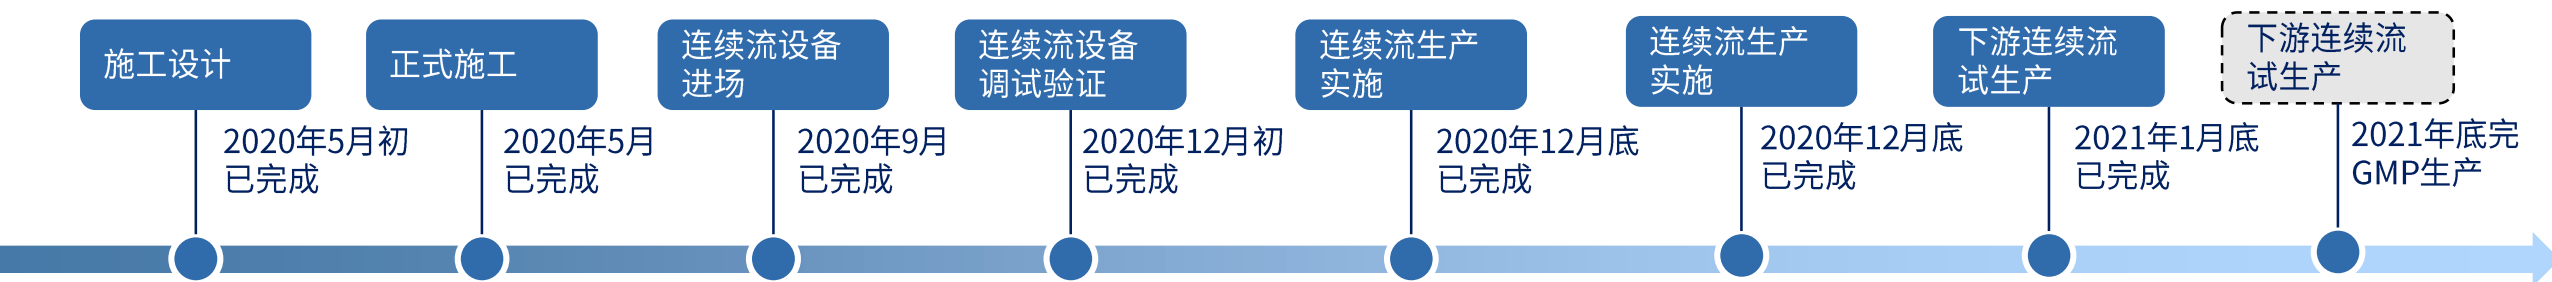 施工设计
2020年5月初
已完成
正式施工
2020年5月
已完成
连续流设备
进场
2020年9月
已完成
连续流设备
调试验证
2020年12月初
已完成
连续流生产
实施
2020年12月底
已完成
连续流生产
实施
2020年12月底
已完成
下游连续流
试生产
2021年1月底
已完成
下游连续流
试生产
2021年底完
GMP生产